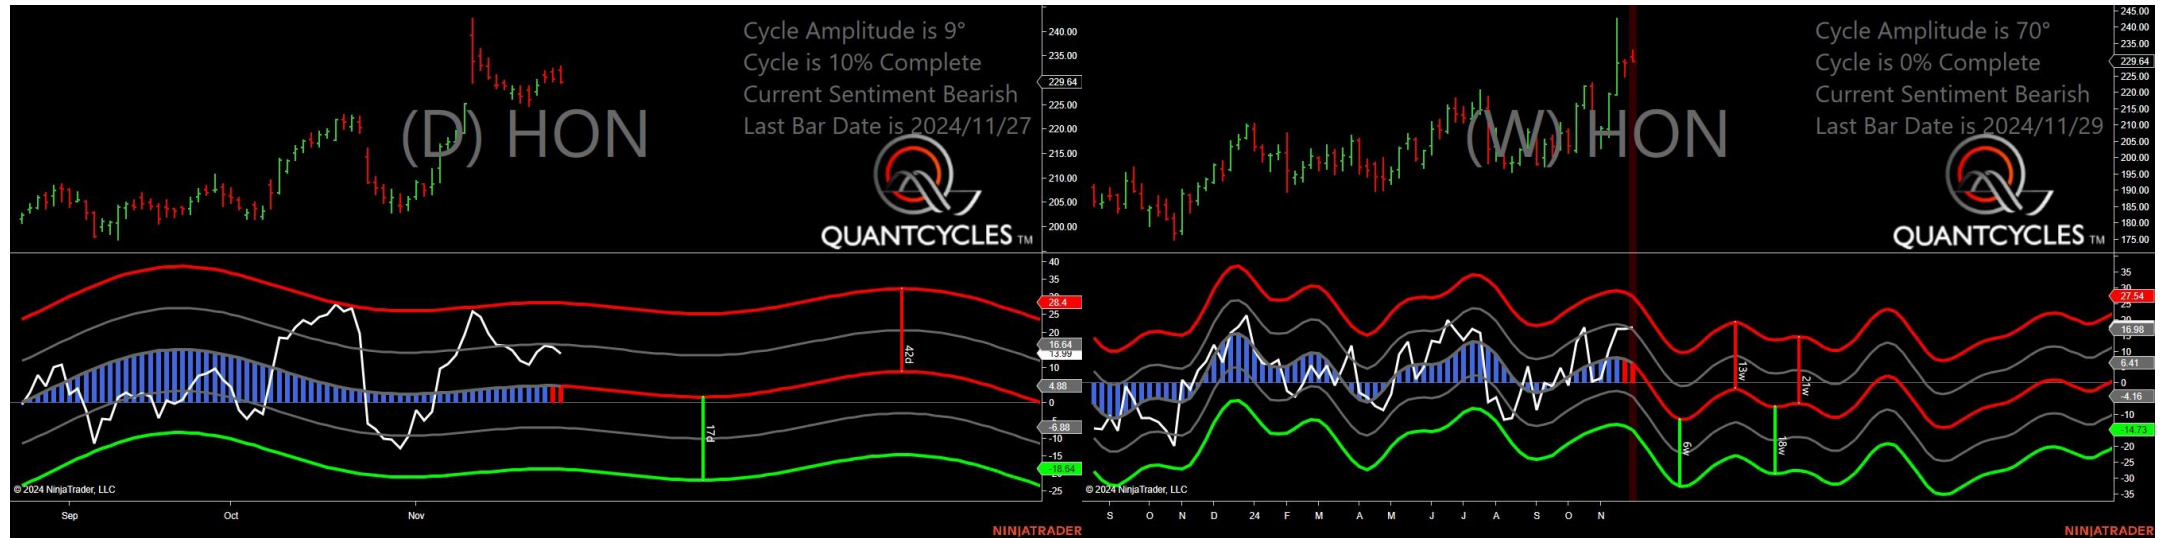 Cycle Amplitude is 9°
Cycle is 10% Complete
Current Sentiment Bearish
Last Bar Date is 2024/11/27
(D) HON
QUANTCYCLES TM
240.00
235.00
229.64
225.00
220.00
215.00
210.00
205.00
200.00
40
35
28.4
25
20
16.64
13.99
10
4.88
0
-6.88
-10
-15
-18.64
-25
42d
17d
© 2024 NinjaTrader, LLC
Sep Oct Nov
NINJATRADER
Cycle Amplitude is 70°
Cycle is 0% Complete
Current Sentiment Bearish
Last Bar Date is 2024/11/29
(W) HON
QUANTCYCLES TM
245.00
240.00
235.00
229.64
225.00
220.00
215.00
210.00
205.00
200.00
195.00
190.00
185.00
180.00
175.00
35
27.54
16.98
10
6.41
0
-4.16
-10
-14.73
-20
-25
-30
-35
13w
21w
6w
18w
© 2024 NinjaTrader, LLC
S O N D 24 F M A M J J A S O N
NINJATRADER